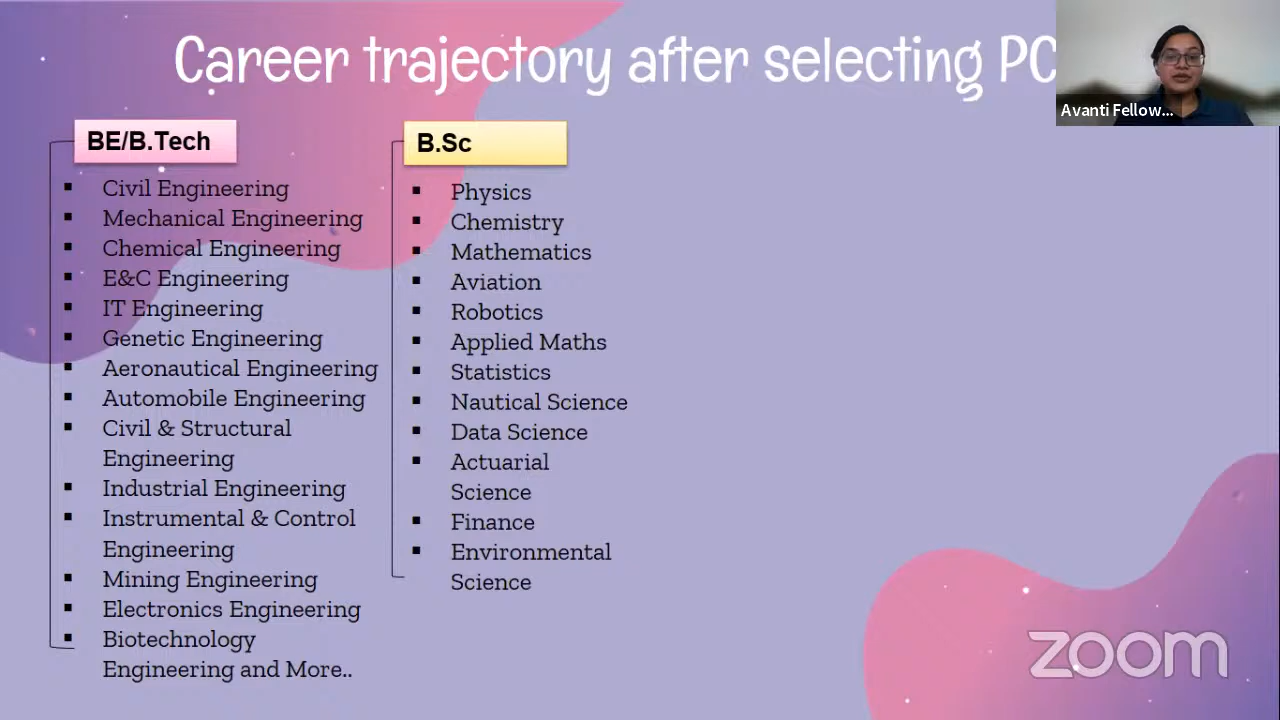 Career trajectory after selecting PC
Avanti Fellow...
BE/B.Tech
Civil Engineering
Mechanical Engineering
Chemical Engineering
E&C Engineering
IT Engineering
Genetic Engineering
Aeronautical Engineering
Automobile Engineering
Civil & Structural
Engineering
Industrial Engineering
Instrumental & Control
Engineering
Mining Engineering
Electronics Engineering
Biotechnology
Engineering and More..
B.Sc
Physics
Chemistry
Mathematics
Aviation
Robotics
Applied Maths
Statistics
Nautical Science
Data Science
Actuarial
Science
Finance
Environmental
Science
zoom